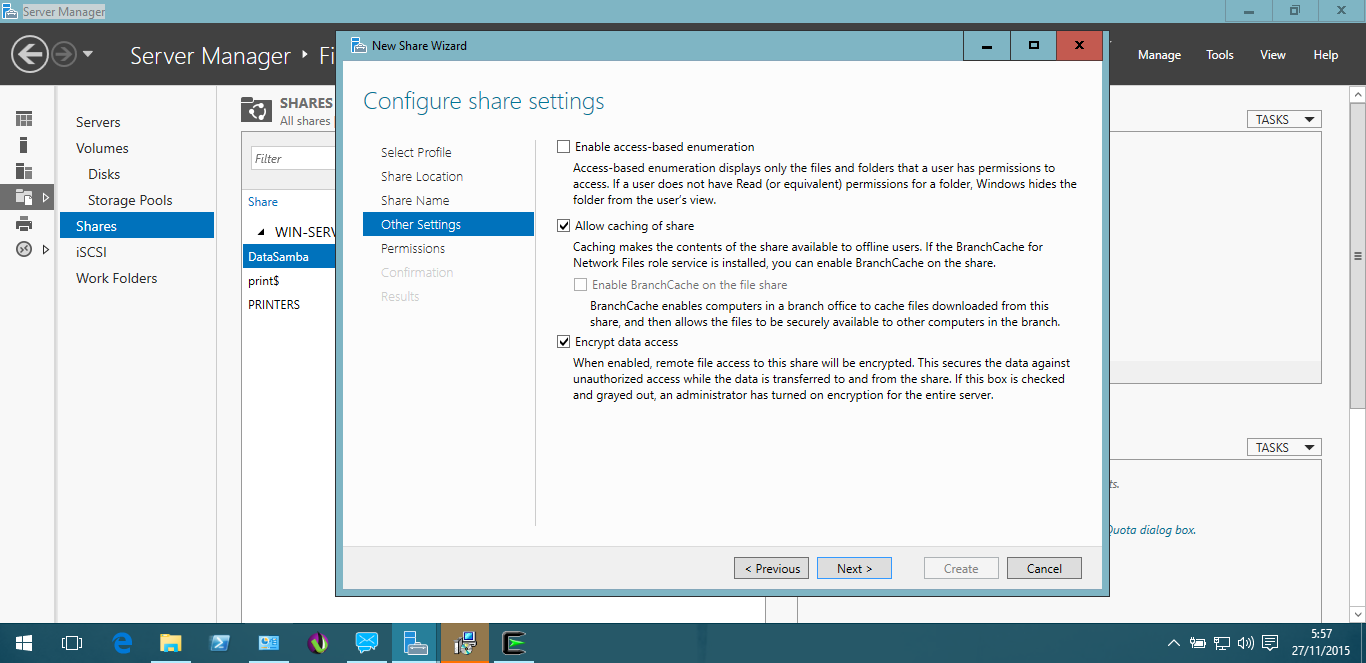 Server Manager
Server Manager ‣ Fi
Manage Tools View Help
New Share Wizard
Configure share settings
Servers
Volumes
Disks
Storage Pools
Shares
iSCSI
Work Folders
SHARES
All shares
TASKS
Filter
Share
WIN-SERV
DataSamba
print$
PRINTERS
Select Profile
Share Location
Share Name
Other Settings
Permissions
Confirmation
Results
Enable access-based enumeration
Access-based enumeration displays only the files and folders that a user has permissions to
access. If a user does not have Read (or equivalent) permissions for a folder, Windows hides the
folder from the user's view.
Allow caching of share
Caching makes the contents of the share available to offline users. If the BranchCache for
Network Files role service is installed, you can enable BranchCache on the share.
Enable BranchCache on the file share
BranchCache enables computers in a branch office to cache files downloaded from this
share, and then allows the files to be securely available to other computers in the branch.
Encrypt data access
When enabled, remote file access to this share will be encrypted. This secures the data against
unauthorized access while the data is transferred to and from the share. If this box is checked
and grayed out, an administrator has turned on encryption for the entire server.
< Previous Next > Create Cancel
TASKS
ts.
Quota dialog box.
5:57
27/11/2015